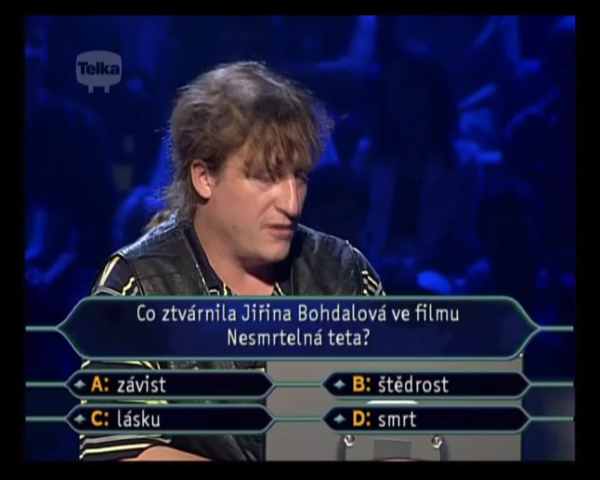 Telka
Co ztvárnila Jiřina Bohdalová ve filmu
Nesmrtelná teta?
A: závist
B: štědrost
C: lásku
D: smrt